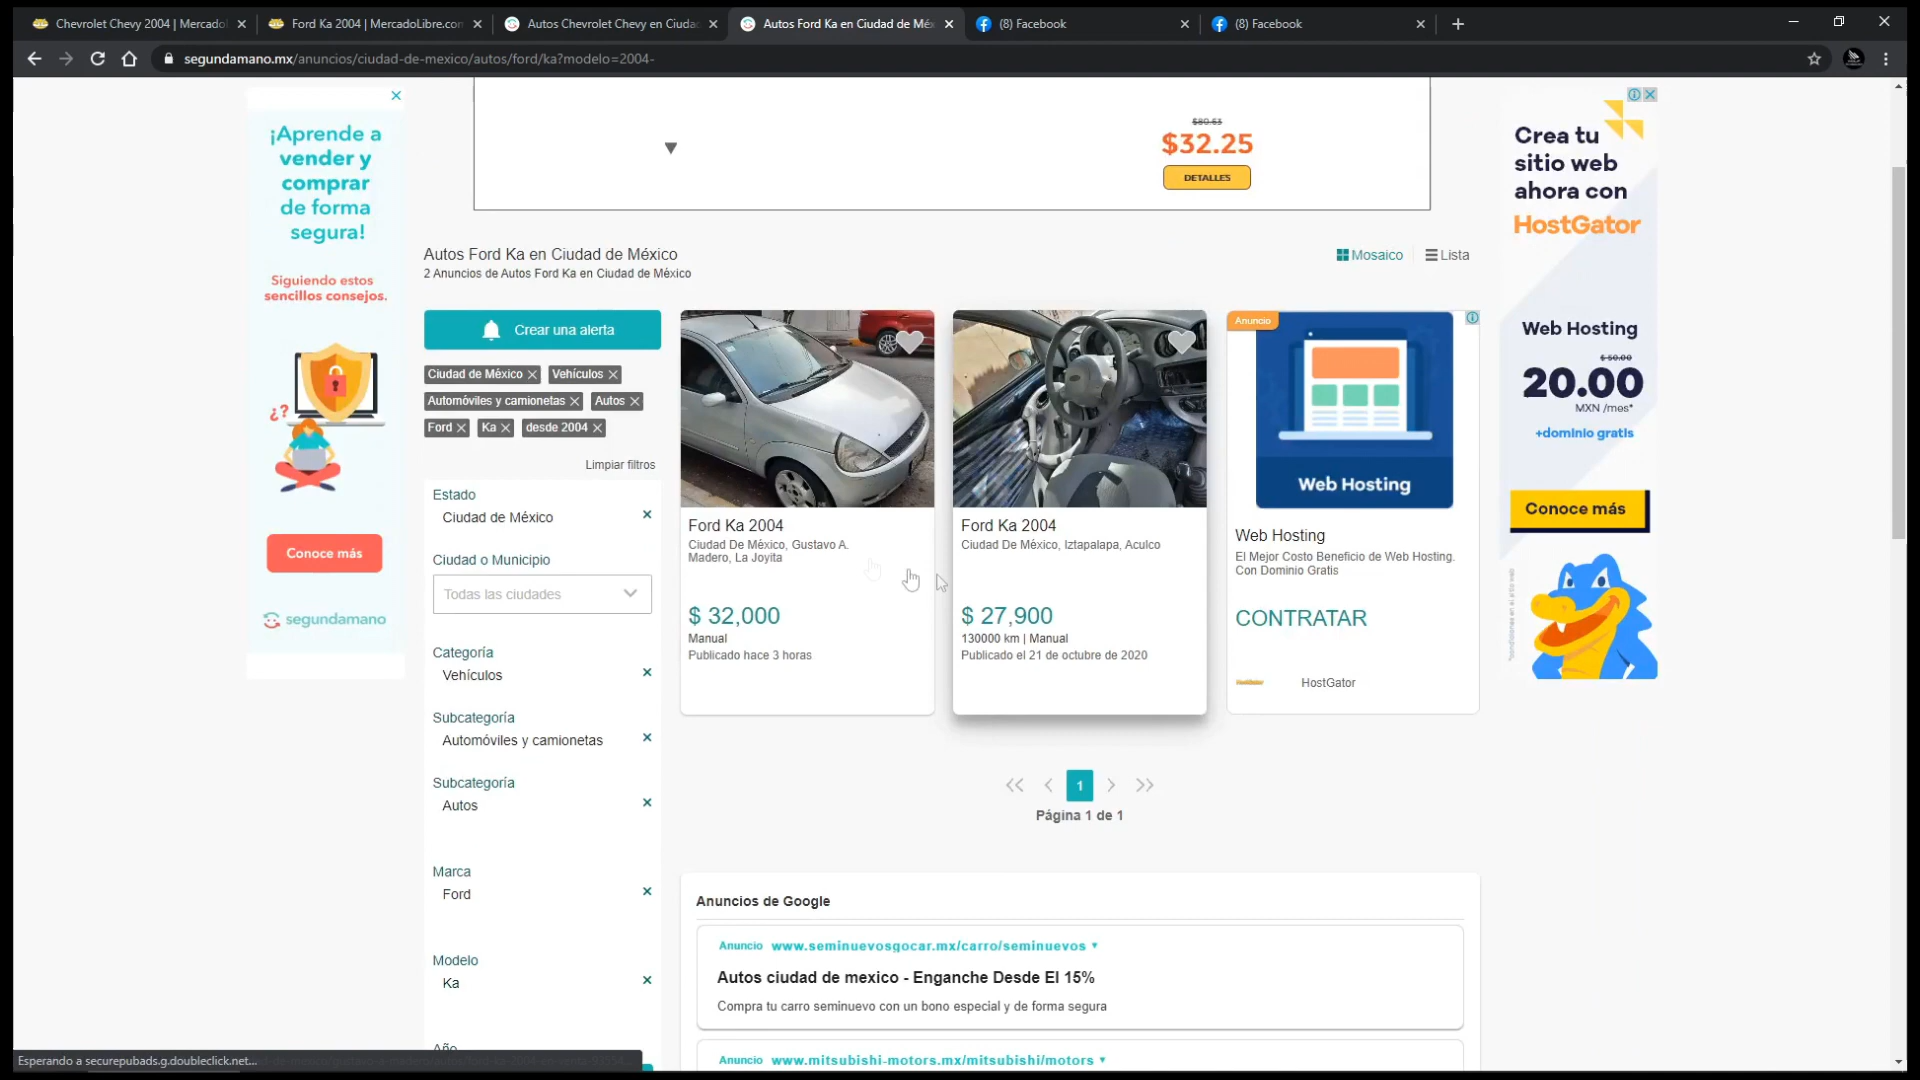 Chevrolet Chevy 2004 | Mercado
Ford Ka 2004 | MercadoLibre.com
Autos Chevrolet Chevy en Ciuda
Autos Ford Ka en Ciudad de Méx
(8) Facebook
(8) Facebook
segundamano.mx/anuncios/ciudad-de-mexico/autos/ford/ka?modelo=2004-
¡Aprende a
vender y
comprar
de forma
segura!
Siguiendo estos
sencillos consejos.
¿?
Conoce más
segundamano
$80.63
$32.25
DETALLES
Autos Ford Ka en Ciudad de México
2 Anuncios de Autos Ford Ka en Ciudad de México
Mosaico
Lista
Crear una alerta
Ciudad de México
Vehículos
Automóviles y camionetas
Autos
Ford
Ka
desde 2004
Limpiar filtros
Estado
Ciudad de México
Ciudad o Municipio
Todas las ciudades
Categoría
Vehículos
Subcategoría
Automóviles y camionetas
Subcategoría
Autos
Marca
Ford
Modelo
Ka
Año
Ford Ka 2004
Ciudad De México, Gustavo A.
Madero, La Joyita
$ 32,000
Manual
Publicado hace 3 horas
Ford Ka 2004
Ciudad De México, Iztapalapa, Aculco
$ 27,900
130000 km | Manual
Publicado el 21 de octubre de 2020
Anuncio
Web Hosting
Web Hosting
El Mejor Costo Beneficio de Web Hosting.
Con Dominio Gratis
CONTRATAR
HostGator
HostGator
<< < 1 > >>
Página 1 de 1
Anuncios de Google
Anuncio www.seminuevosgocar.mx/carro/seminuevos
Autos ciudad de mexico - Enganche Desde El 15%
Compra tu carro seminuevo con un bono especial y de forma segura
Anuncio www.mitsubishi-motors.mx/mitsubishi/motors
Crea tu
sitio web
ahora con
HostGator
Web Hosting
$ 50.00
20.00
MXN /mes*
+dominio gratis
Conoce más
Esperando a securepubads.g.doubleclick.net...